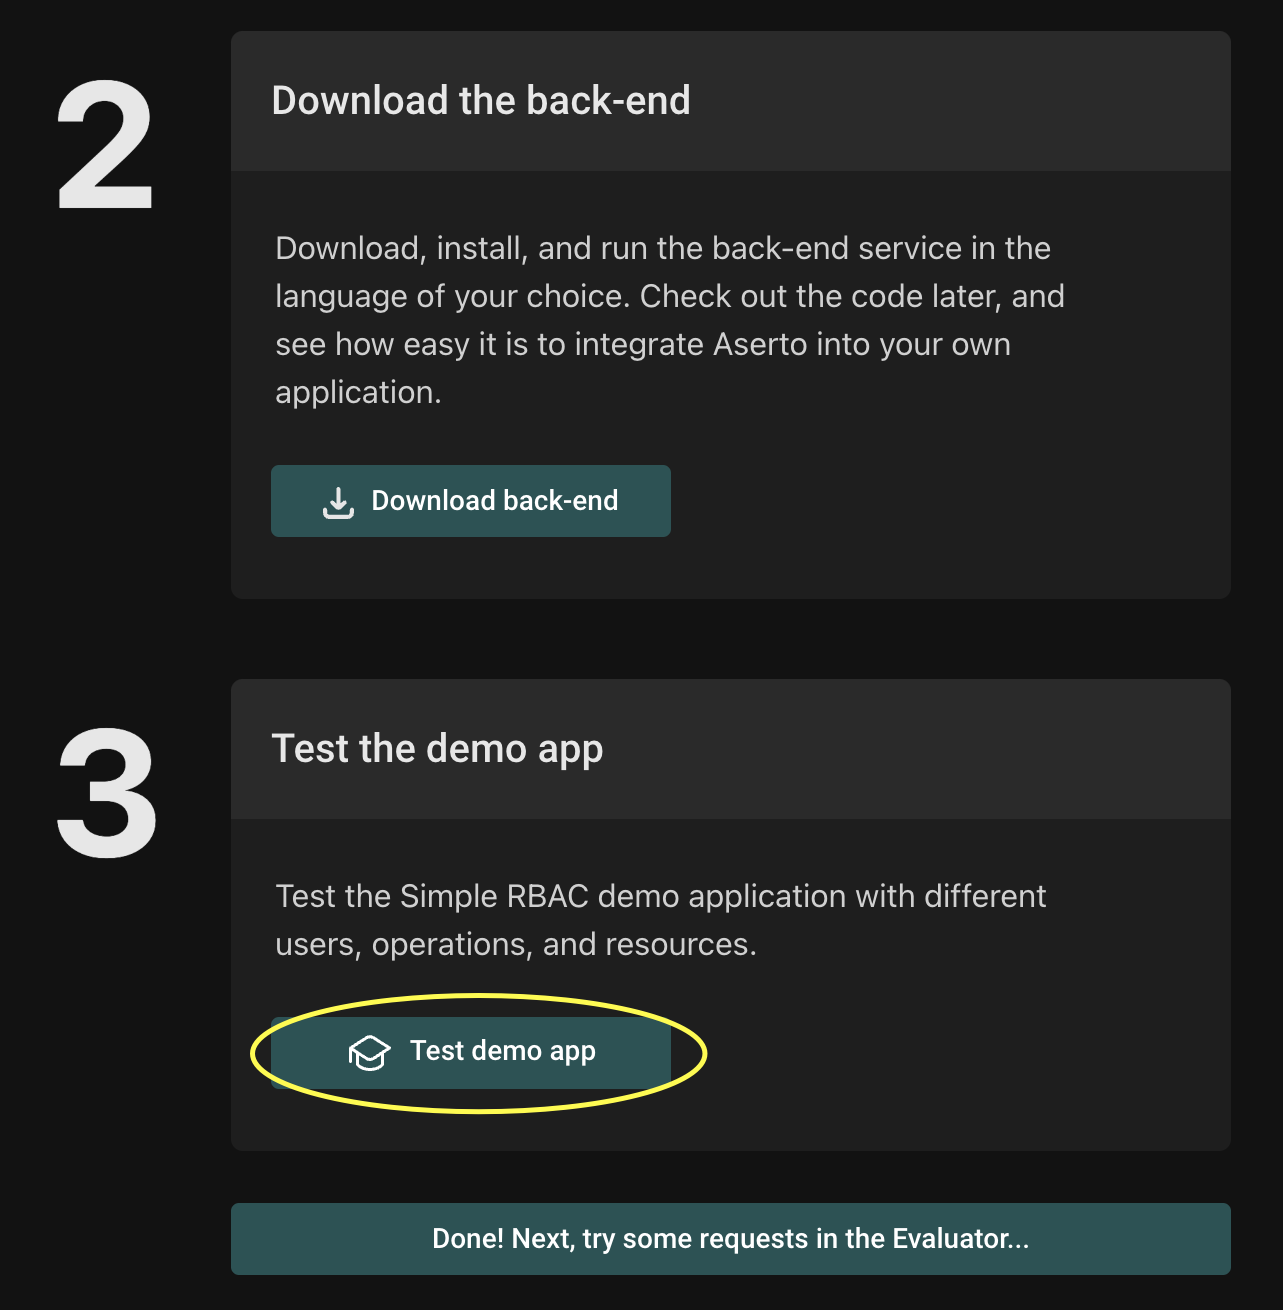 2
Download the back-end
Download, install, and run the back-end service in the
language of your choice. Check out the code later, and
see how easy it is to integrate Aserto into your own
application.
Download back-end
3
Test the demo app
Test the Simple RBAC demo application with different
users, operations, and resources.
Test demo app
Done! Next, try some requests in the Evaluator...